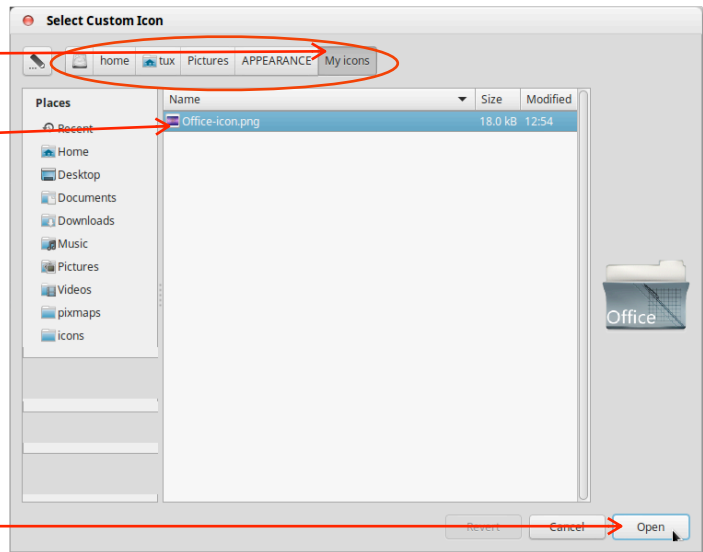 Select Custom Icon
home tux Pictures APPEARANCE My icons
Places
Recent
Home
Desktop
Documents
Downloads
Music
Pictures
Videos
pixmaps
icons
Name Size Modified
Office-icon.png 18.0 kB 12:54
Office
Revert Cancel Open